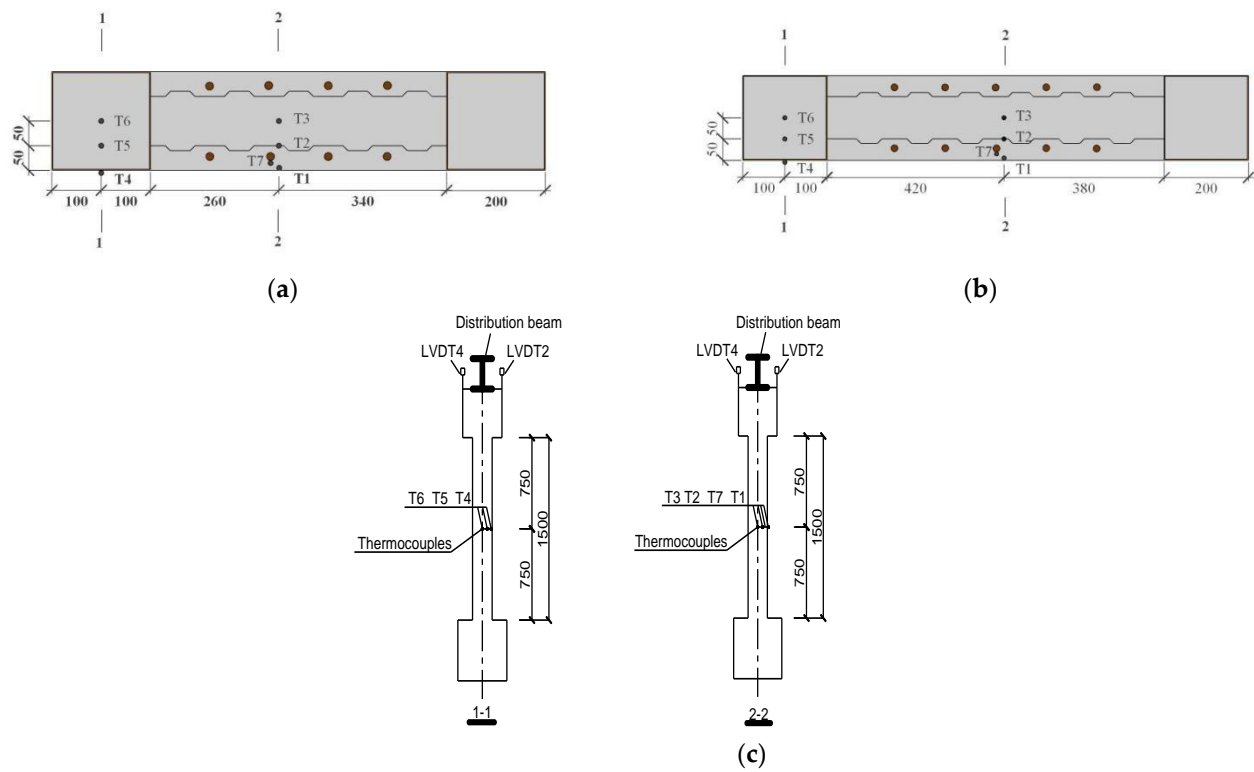 1
2
T6
T3
50
T5
T2
50
T7
T4
T1
100
100
260
340
200
1
2
(a)
1
2
T6
T3
50
T5
T2
50
T7
T4
T1
100
100
420
380
200
1
2
(b)
Distribution beam
LVDT4
LVDT2
T6 T5 T4
Thermocouples
750
750
1500
1-1
Distribution beam
LVDT4
LVDT2
T3 T2 T7 T1
Thermocouples
750
750
1500
2-2
(c)